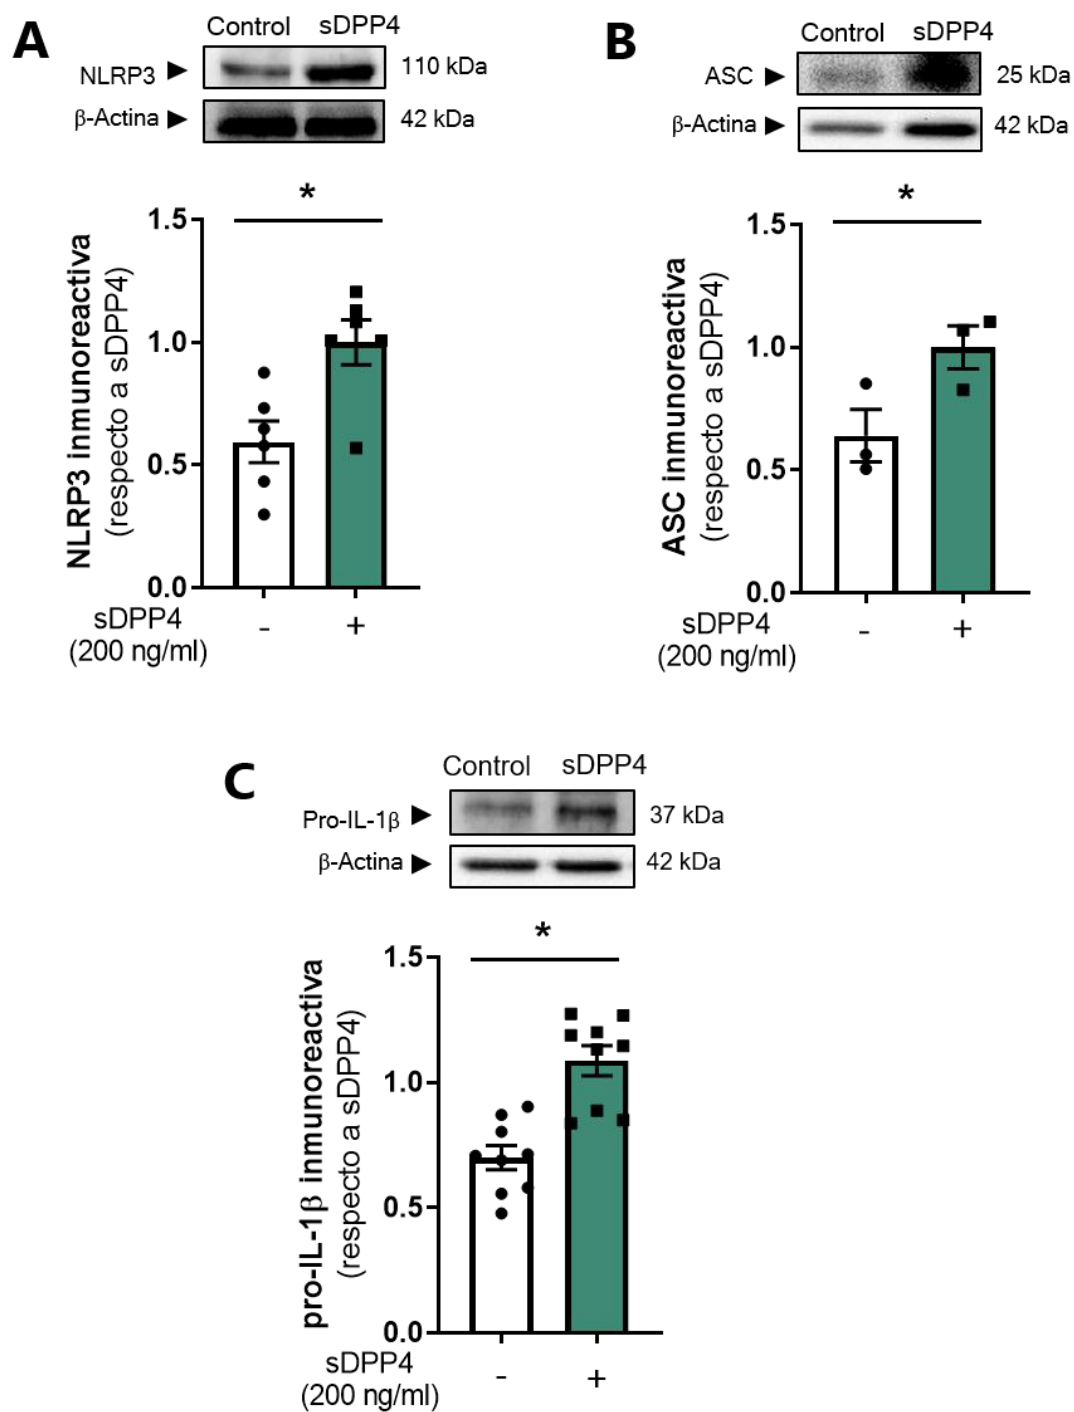 A
Control sDPP4
NLRP3 110 kDa
β-Actina 42 kDa
*
NLRP3 inmunoreactiva
(respecto a sDPP4)
1.5
1.0
0.5
0.0
sDPP4
(200 ng/ml)
- +
B
Control sDPP4
ASC 25 kDa
β-Actina 42 kDa
*
ASC inmunoreactiva
(respecto a sDPP4)
1.5
1.0
0.5
0.0
sDPP4
(200 ng/ml)
- +
C
Control sDPP4
Pro-IL-1β 37 kDa
β-Actina 42 kDa
*
pro-IL-1β inmunoreactiva
(respecto a sDPP4)
1.5
1.0
0.5
0.0
sDPP4
(200 ng/ml)
- +